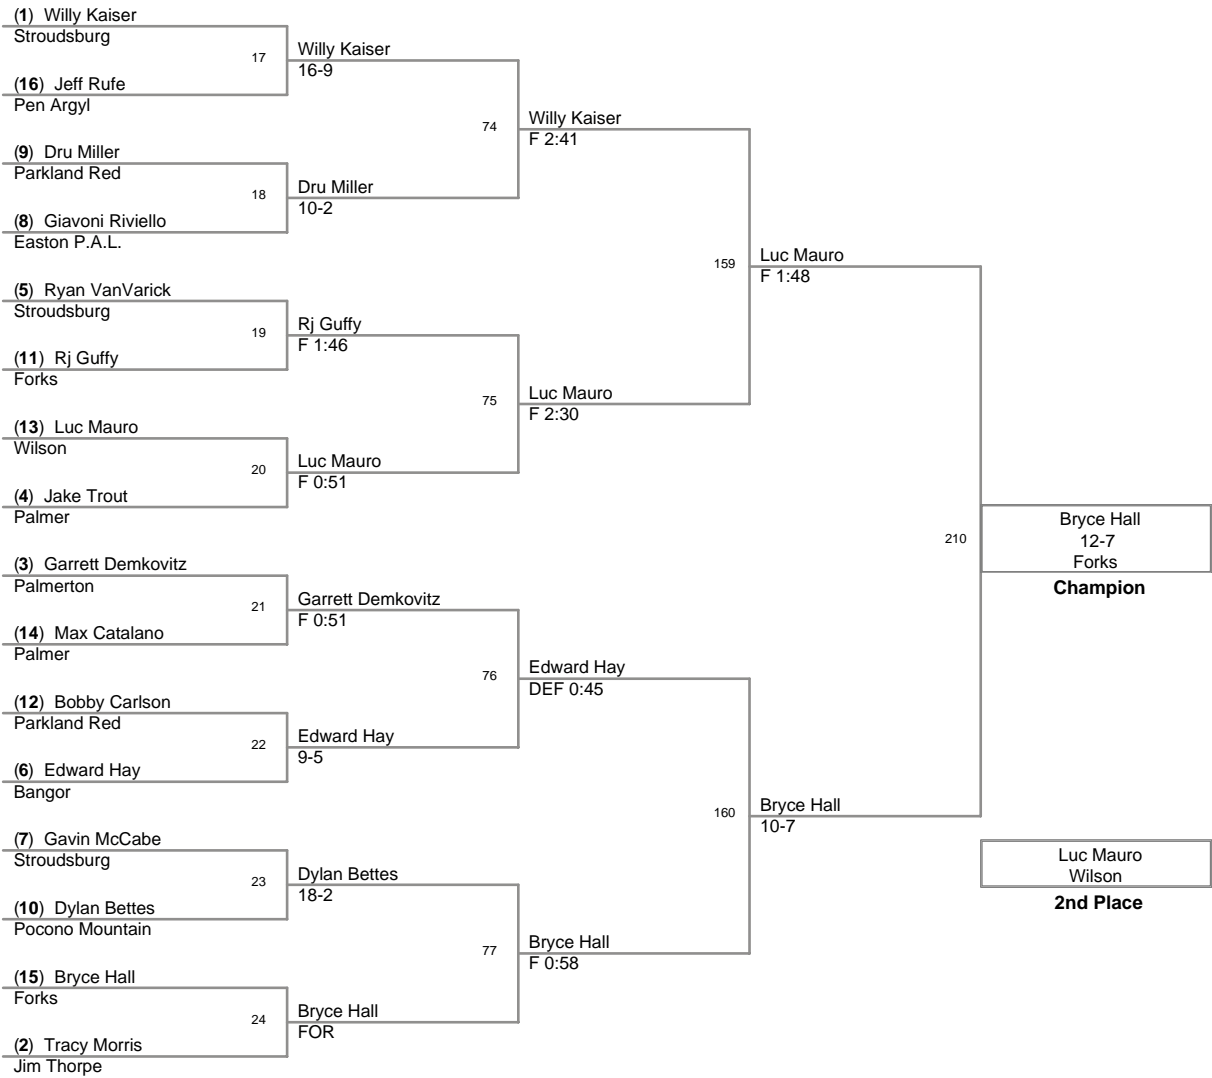 (1) Willy Kaiser
Stroudsburg
17
Willy Kaiser
16-9
(16) Jeff Rufe
Pen Argyl
74
Willy Kaiser
F 2:41
(9) Dru Miller
Parkland Red
18
Dru Miller
10-2
(8) Giavoni Riviello
Easton P.A.L.
159
Luc Mauro
F 1:48
(5) Ryan VanVarick
Stroudsburg
19
Rj Guffy
F 1:46
(11) Rj Guffy
Forks
75
Luc Mauro
F 2:30
(13) Luc Mauro
Wilson
20
Luc Mauro
F 0:51
(4) Jake Trout
Palmer
210
Bryce Hall
12-7
Forks
Champion
(3) Garrett Demkovitz
Palmerton
21
Garrett Demkovitz
F 0:51
(14) Max Catalano
Palmer
76
Edward Hay
DEF 0:45
(12) Bobby Carlson
Parkland Red
22
Edward Hay
9-5
(6) Edward Hay
Bangor
160
Bryce Hall
10-7
(7) Gavin McCabe
Stroudsburg
23
Dylan Bettes
18-2
(10) Dylan Bettes
Pocono Mountain
Luc Mauro
Wilson
2nd Place
77
Bryce Hall
F 0:58
(15) Bryce Hall
Forks
24
Bryce Hall
FOR
(2) Tracy Morris
Jim Thorpe